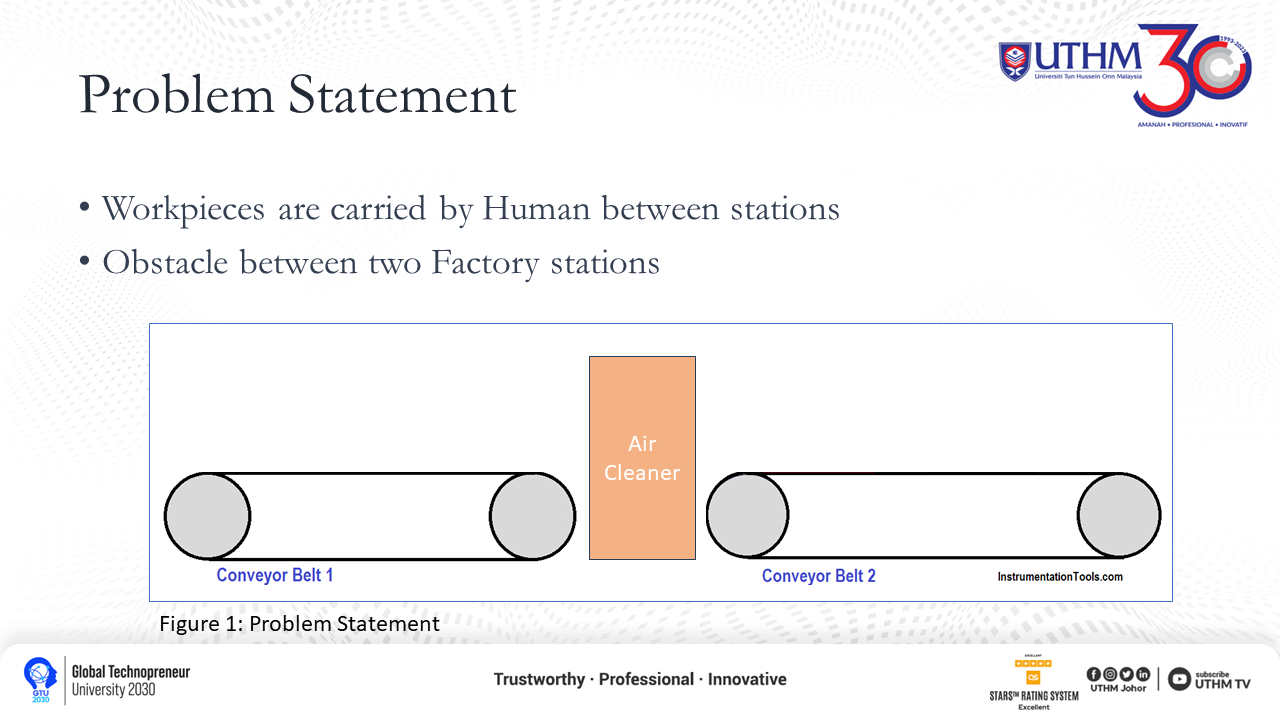 UTHM
Universiti Tun Hussein Onn Malaysia
30
1993-2023
AMANAH • PROFESIONAL • INOVATIF
Problem Statement
• Workpieces are carried by Human between stations
• Obstacle between two Factory stations
Air
Cleaner
Conveyor Belt 1
Conveyor Belt 2
InstrumentationTools.com
Figure 1: Problem Statement
GTU
2030
Global Technopreneur
University 2030
Trustworthy · Professional · Innovative
EXCELLENT
QS
STARS™ RATING SYSTEM
Excellent
UTHM Johor
subscribe
UTHM TV